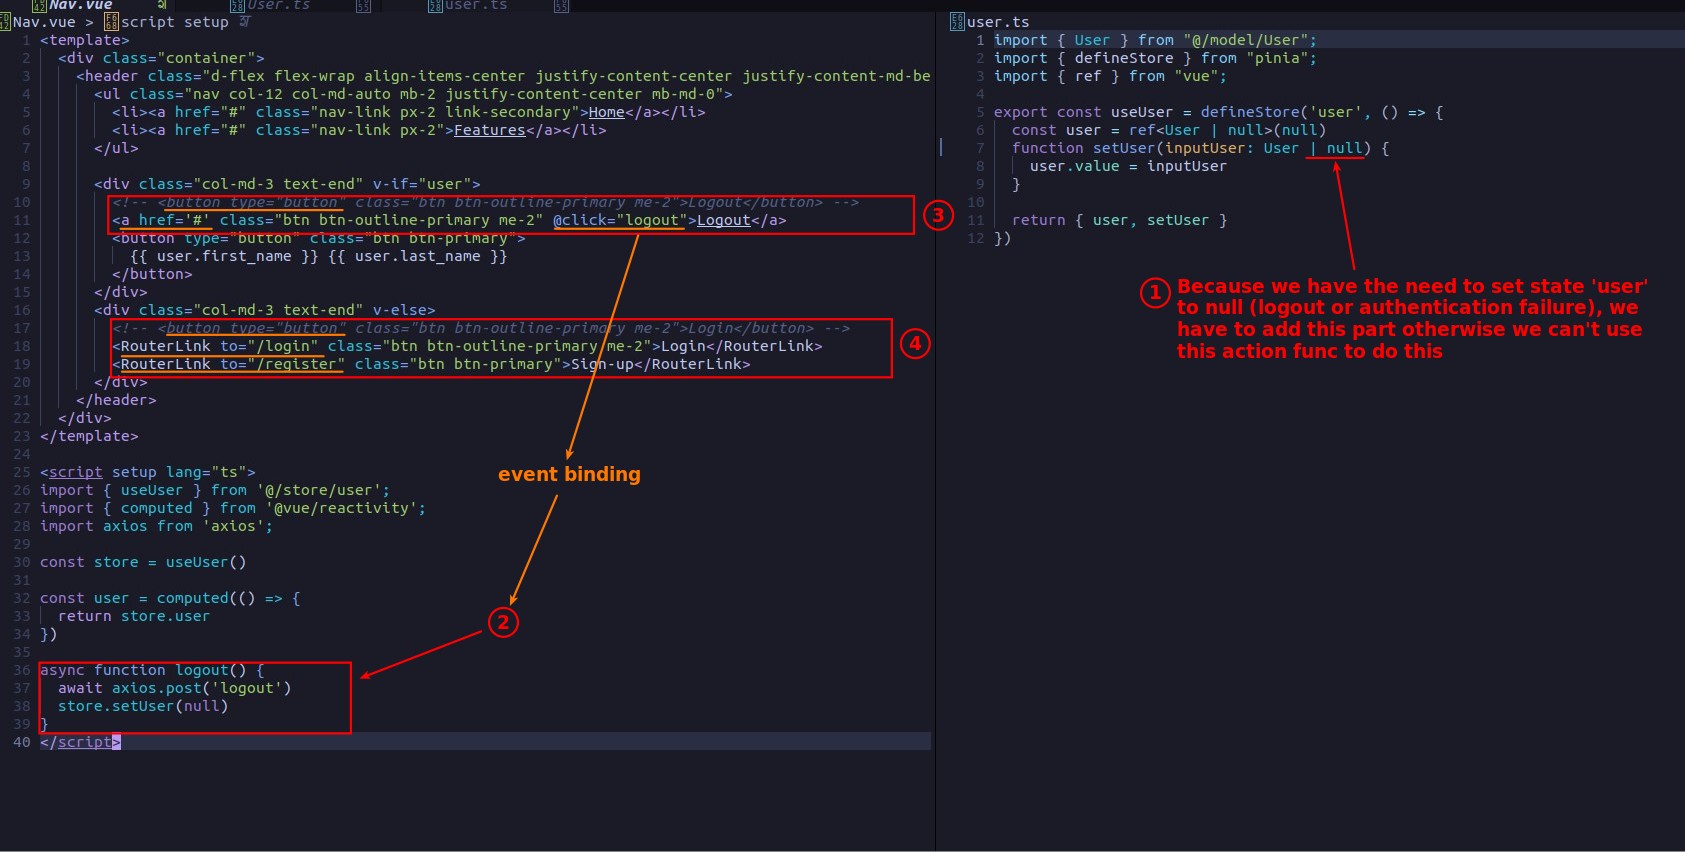 Nav.vue User.ts user.ts
Nav.vue > script setup
1 <template>
2 <div class="container">
3 <header class="d-flex flex-wrap align-items-center justify-content-center justify-content-md-be
4 <ul class="nav col-12 col-md-auto mb-2 justify-content-center mb-md-0">
5 <li><a href="#" class="nav-link px-2 link-secondary">Home</a></li>
6 <li><a href="#" class="nav-link px-2">Features</a></li>
7 </ul>
8
9 <div class="col-md-3 text-end" v-if="user">
10 <!-- <button type="button" class="btn btn-outline-primary me-2">Logout</button> -->
11 <a href='#' class="btn btn-outline-primary me-2" @click="logout">Logout</a>
12 <button type="button" class="btn btn-primary">
13 {{ user.first_name }} {{ user.last_name }}
14 </button>
15 </div>
16 <div class="col-md-3 text-end" v-else>
17 <!-- <button type="button" class="btn btn-outline-primary me-2">Login</button> -->
18 <RouterLink to="/login" class="btn btn-outline-primary me-2">Login</RouterLink>
19 <RouterLink to="/register" class="btn btn-primary">Sign-up</RouterLink>
20 </div>
21 </header>
22 </div>
23 </template>
24
25 <script setup lang="ts">
26 import { useUser } from '@/store/user';
27 import { computed } from '@vue/reactivity';
28 import axios from 'axios';
29
30 const store = useUser()
31
32 const user = computed(() => {
33 return store.user
34 })
35
36 async function logout() {
37 await axios.post('logout')
38 store.setUser(null)
39 }
40 </script>
3
4
event binding
2
user.ts
1 import { User } from "@/model/User";
2 import { defineStore } from "pinia";
3 import { ref } from "vue";
4
5 export const useUser = defineStore('user', () => {
6 const user = ref<User | null>(null)
7 function setUser(inputUser: User | null) {
8 user.value = inputUser
9 }
10
11 return { user, setUser }
12 })
1 Because we have the need to set state 'user'
to null (logout or authentication failure), we
have to add this part otherwise we can't use
this action func to do this